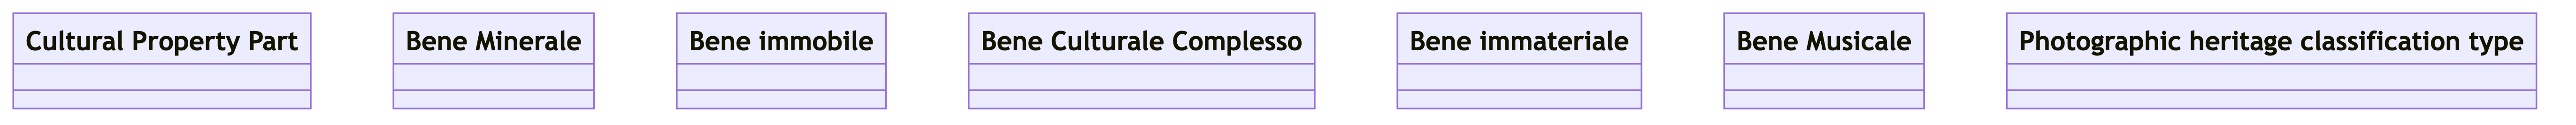 Cultural Property Part
Bene Minerale
Bene immobile
Bene Culturale Complesso
Bene immateriale
Bene Musicale
Photographic heritage classification type